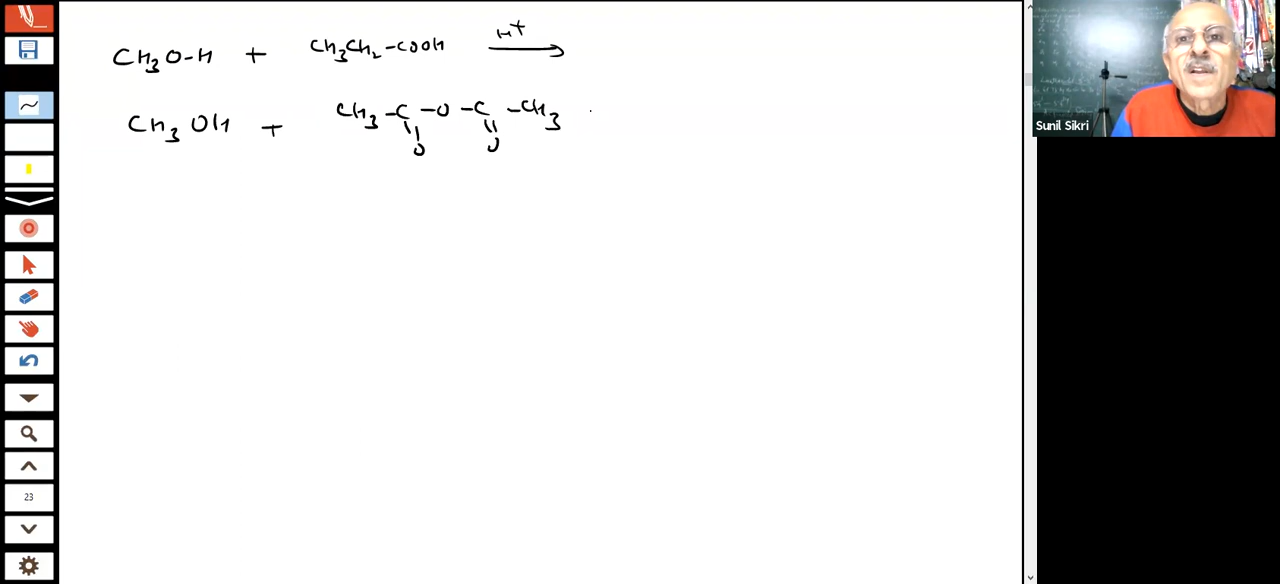 CH3O-H + CH3CH2-COOH H+ →
CH3OH + CH3-C-O-C-CH3
O O
Sunil Sikri
23